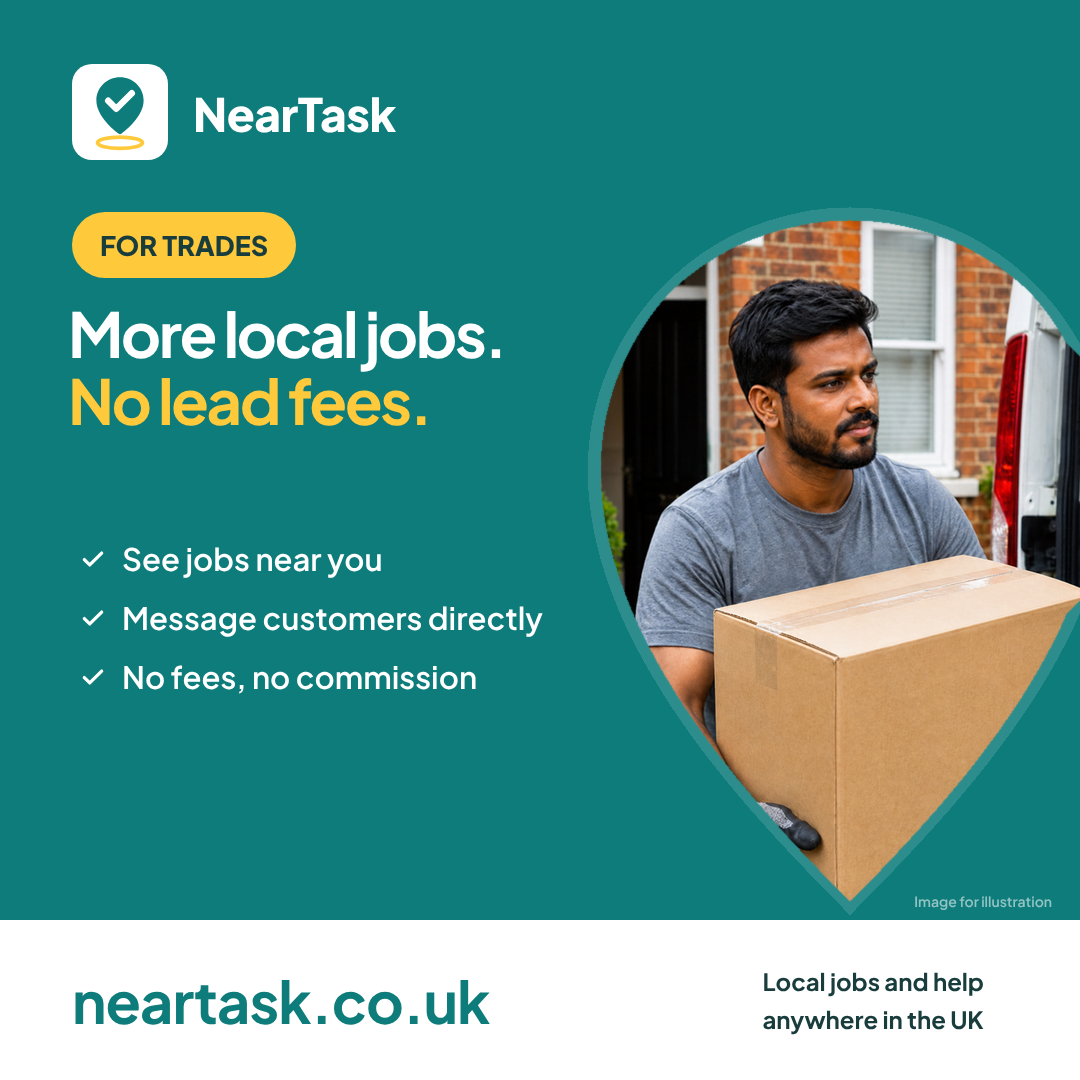 NearTask
FOR TRADES
More local jobs.
No lead fees.
See jobs near you
Message customers directly
No fees, no commission
Image for illustration
neartask.co.uk
Local jobs and help
anywhere in the UK